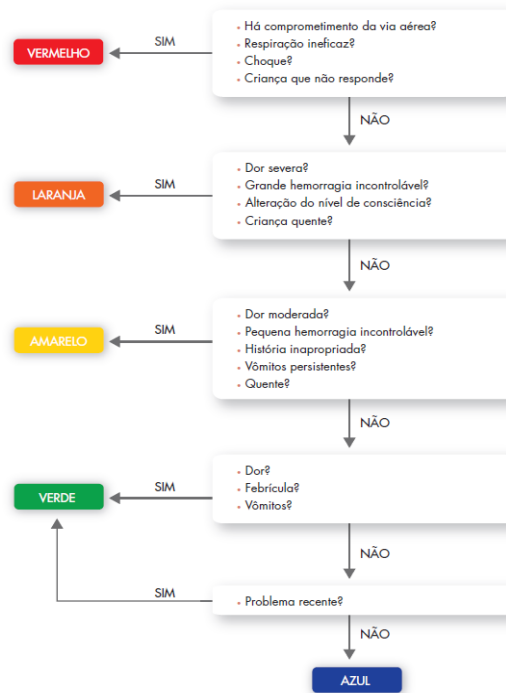 • Há comprometimento da via aérea?
• Respiração ineficaz?
• Choque?
• Criança que não responde?
SIM
VERMELHO
NÃO
• Dor severa?
• Grande hemorragia incontrolável?
• Alteração do nível de consciência?
• Criança quente?
SIM
LARANJA
NÃO
• Dor moderada?
• Pequena hemorragia incontrolável?
• História inapropriada?
• Vômitos persistentes?
• Quente?
SIM
AMARELO
NÃO
• Dor?
• Febrícula?
• Vômitos?
SIM
VERDE
NÃO
• Problema recente?
SIM
NÃO
AZUL